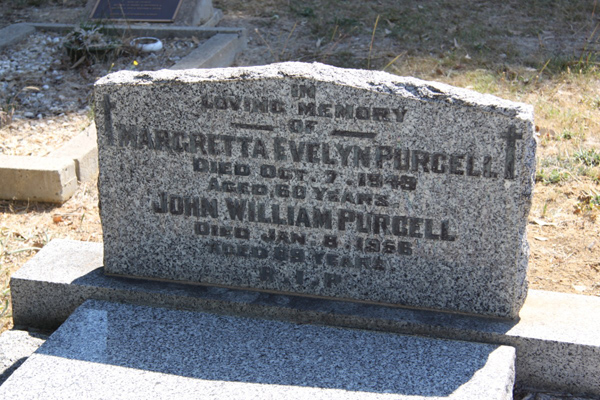 IN
LOVING MEMORY
OF
MARGRETTA EVELYN PURCELL
DIED OCT. 7, 1949
AGED 60 YEARS.
JOHN WILLIAM PURCELL
DIED JAN. 8, 1966
AGED 88 YEARS.
R.I.P.